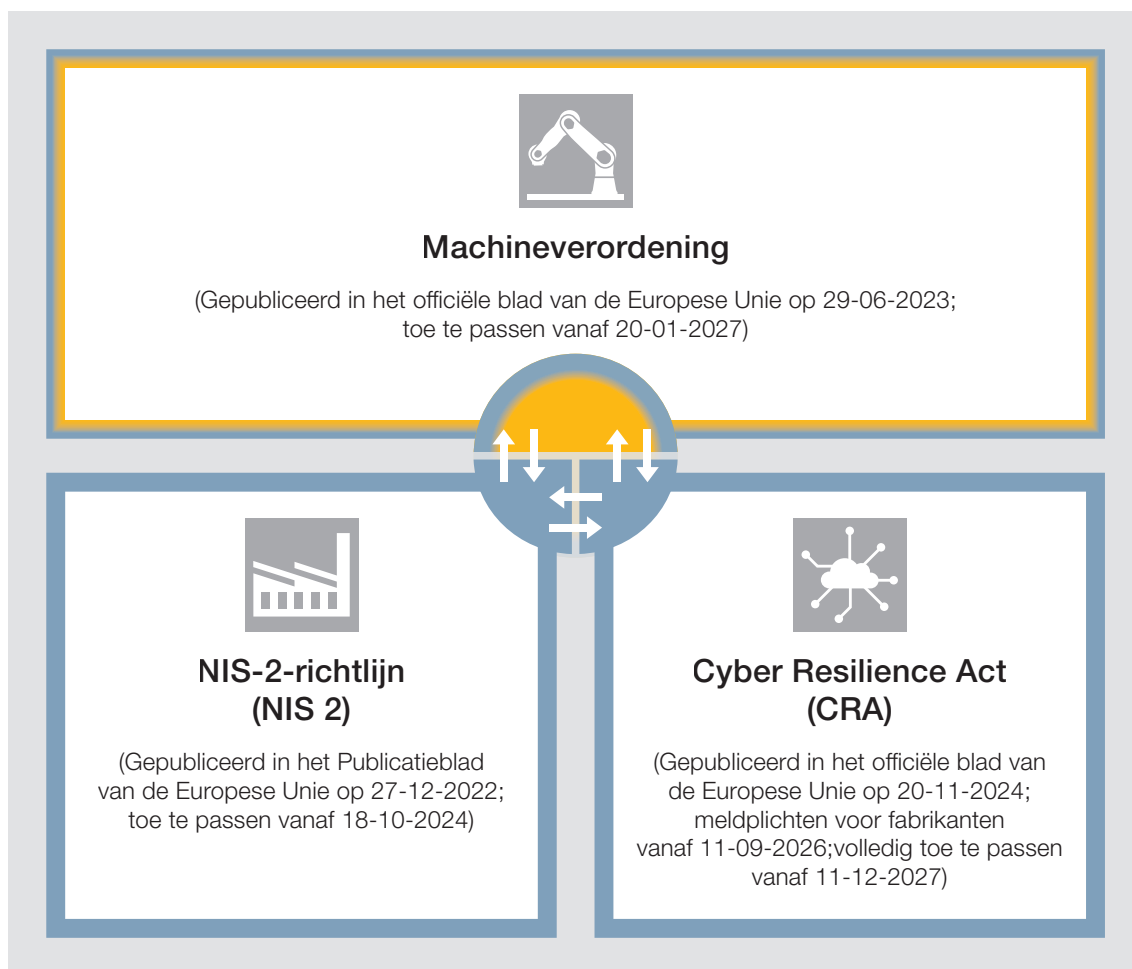 Machineverordening
(Gepubliceerd in het officiële blad van de Europese Unie op 29-06-2023;
toe te passen vanaf 20-01-2027)
NIS-2-richtlijn
(NIS 2)
(Gepubliceerd in het Publicatieblad
van de Europese Unie op 27-12-2022;
toe te passen vanaf 18-10-2024)
Cyber Resilience Act
(CRA)
(Gepubliceerd in het officiële blad van
de Europese Unie op 20-11-2024;
meldplichten voor fabrikanten
vanaf 11-09-2026;volledig toe te passen
vanaf 11-12-2027)